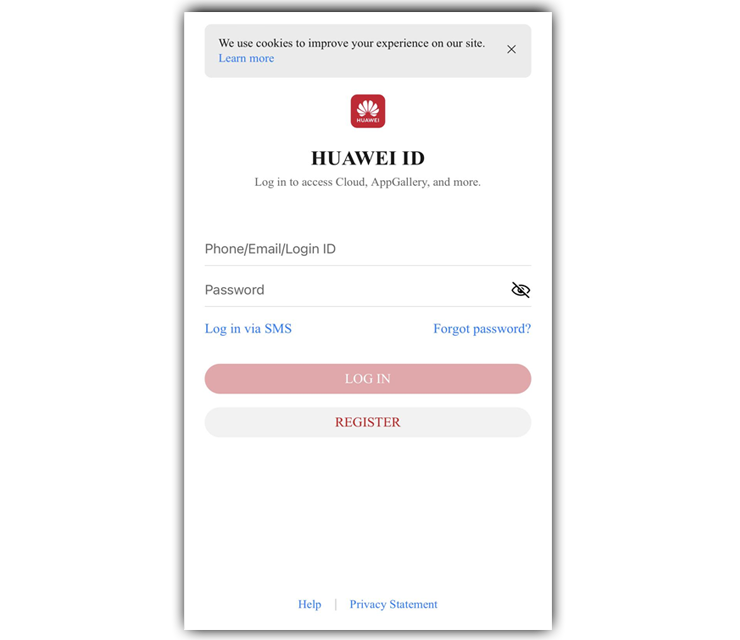 We use cookies to improve your experience on our site.
Learn more
HUAWEI
HUAWEI ID
Log in to access Cloud, AppGallery, and more.
Phone/Email/Login ID
Password
Log in via SMS Forgot password?
LOG IN
REGISTER
Help | Privacy Statement